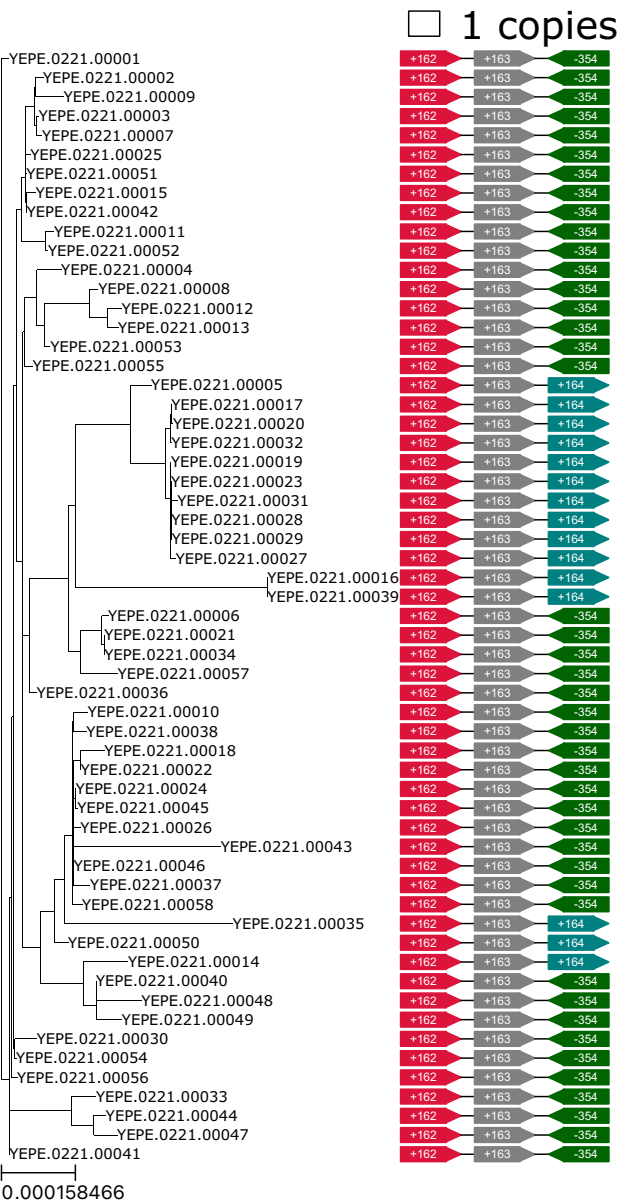 1 copies
YEPE.0221.00001 +162 +163 -354
YEPE.0221.00002 +162 +163 -354
YEPE.0221.00009 +162 +163 -354
YEPE.0221.00003 +162 +163 -354
YEPE.0221.00007 +162 +163 -354
YEPE.0221.00025 +162 +163 -354
YEPE.0221.00051 +162 +163 -354
YEPE.0221.00015 +162 +163 -354
YEPE.0221.00042 +162 +163 -354
YEPE.0221.00011 +162 +163 -354
YEPE.0221.00052 +162 +163 -354
YEPE.0221.00004 +162 +163 -354
YEPE.0221.00008 +162 +163 -354
YEPE.0221.00012 +162 +163 -354
YEPE.0221.00013 +162 +163 -354
YEPE.0221.00053 +162 +163 -354
YEPE.0221.00055 +162 +163 -354
YEPE.0221.00005 +162 +163 +164
YEPE.0221.00017 +162 +163 +164
YEPE.0221.00020 +162 +163 +164
YEPE.0221.00032 +162 +163 +164
YEPE.0221.00019 +162 +163 +164
YEPE.0221.00023 +162 +163 +164
YEPE.0221.00031 +162 +163 +164
YEPE.0221.00028 +162 +163 +164
YEPE.0221.00029 +162 +163 +164
YEPE.0221.00027 +162 +163 +164
YEPE.0221.00016 +162 +163 +164
YEPE.0221.00039 +162 +163 +164
YEPE.0221.00006 +162 +163 -354
YEPE.0221.00021 +162 +163 -354
YEPE.0221.00034 +162 +163 -354
YEPE.0221.00057 +162 +163 -354
YEPE.0221.00036 +162 +163 -354
YEPE.0221.00010 +162 +163 -354
YEPE.0221.00038 +162 +163 -354
YEPE.0221.00018 +162 +163 -354
YEPE.0221.00022 +162 +163 -354
YEPE.0221.00024 +162 +163 -354
YEPE.0221.00045 +162 +163 -354
YEPE.0221.00026 +162 +163 -354
YEPE.0221.00043 +162 +163 -354
YEPE.0221.00046 +162 +163 -354
YEPE.0221.00037 +162 +163 -354
YEPE.0221.00058 +162 +163 -354
YEPE.0221.00035 +162 +163 +164
YEPE.0221.00050 +162 +163 +164
YEPE.0221.00014 +162 +163 +164
YEPE.0221.00040 +162 +163 -354
YEPE.0221.00048 +162 +163 -354
YEPE.0221.00049 +162 +163 -354
YEPE.0221.00030 +162 +163 -354
YEPE.0221.00054 +162 +163 -354
YEPE.0221.00056 +162 +163 -354
YEPE.0221.00033 +162 +163 -354
YEPE.0221.00044 +162 +163 -354
YEPE.0221.00047 +162 +163 -354
YEPE.0221.00041 +162 +163 -354
0.000158466